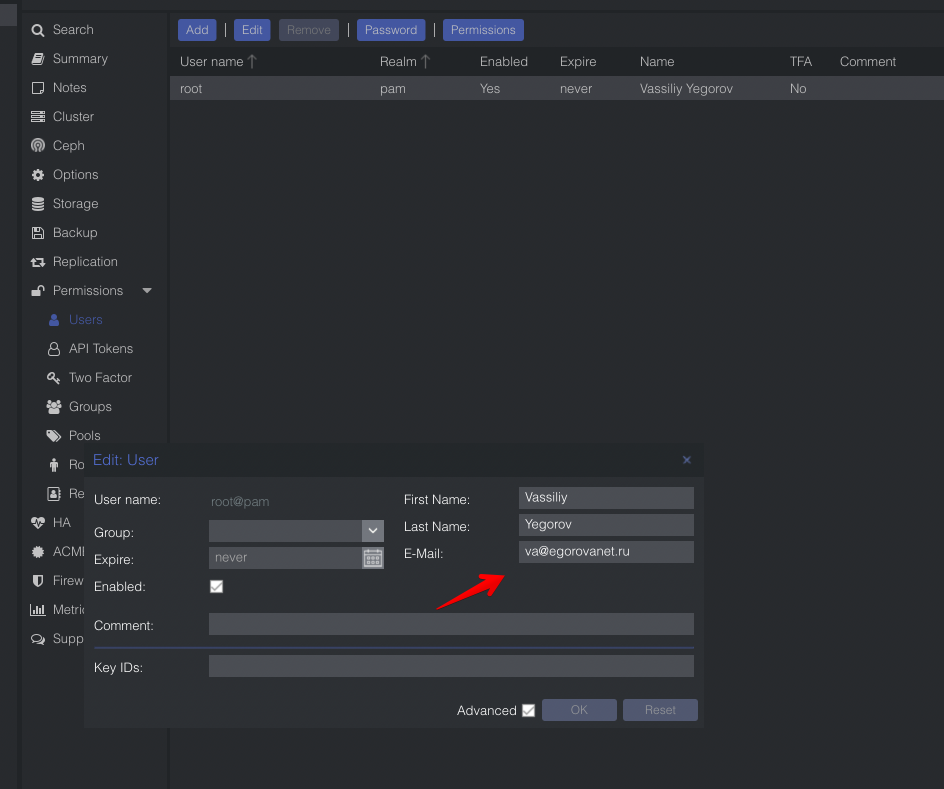 Search
Summary
Notes
Cluster
Ceph
Options
Storage
Backup
Replication
Permissions
Users
API Tokens
Two Factor
Groups
Pools
Ro
Re
HA
ACME
Firew
Metric
Supp
Add | Edit Remove | Password | Permissions
User name Realm Enabled Expire Name TFA Comment
root pam Yes never Vassiliy Yegorov No
Edit: User
User name: root@pam
Group:
Expire: never
Enabled:
First Name: Vassiliy
Last Name: Yegorov
E-Mail: va@egorovanet.ru
Comment:
Key IDs:
Advanced OK Reset